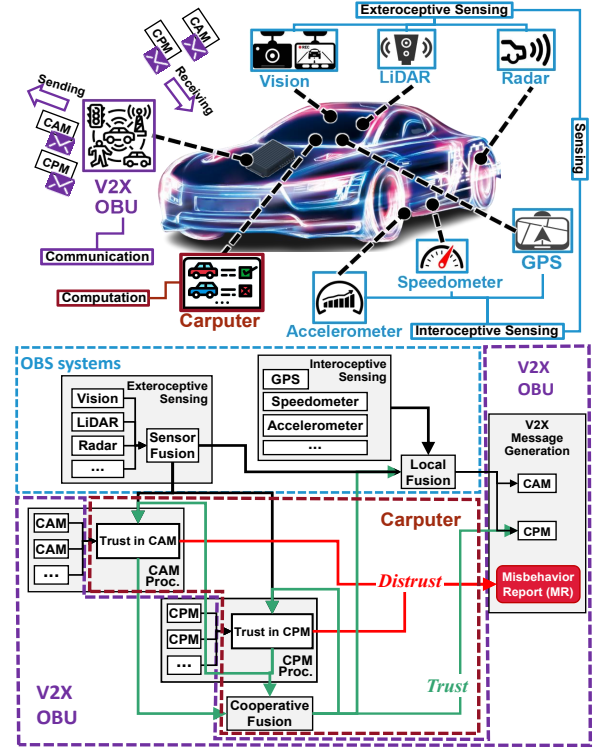 Exteroceptive Sensing
CPM
CAM
REC
Vision
LiDAR
Radar
Sending
Receiving
CAM
CPM
V2X
OBU
Sensing
GPS
Communication
Speedometer
Computation
Carputer
Accelerometer
Interoceptive Sensing
OBS systems
Exteroceptive
Sensing
Vision
LiDAR
Radar
...
Sensor
Fusion
Interoceptive
Sensing
GPS
Speedometer
Accelerometer
...
Local
Fusion
V2X
OBU
V2X
Message
Generation
CAM
CPM
Misbehavior
Report (MR)
Carputer
CAM
CAM
...
Trust in CAM
CAM
Proc.
Distrust
CPM
CPM
...
Trust in CPM
CPM
Proc.
Trust
Cooperative
Fusion
V2X
OBU